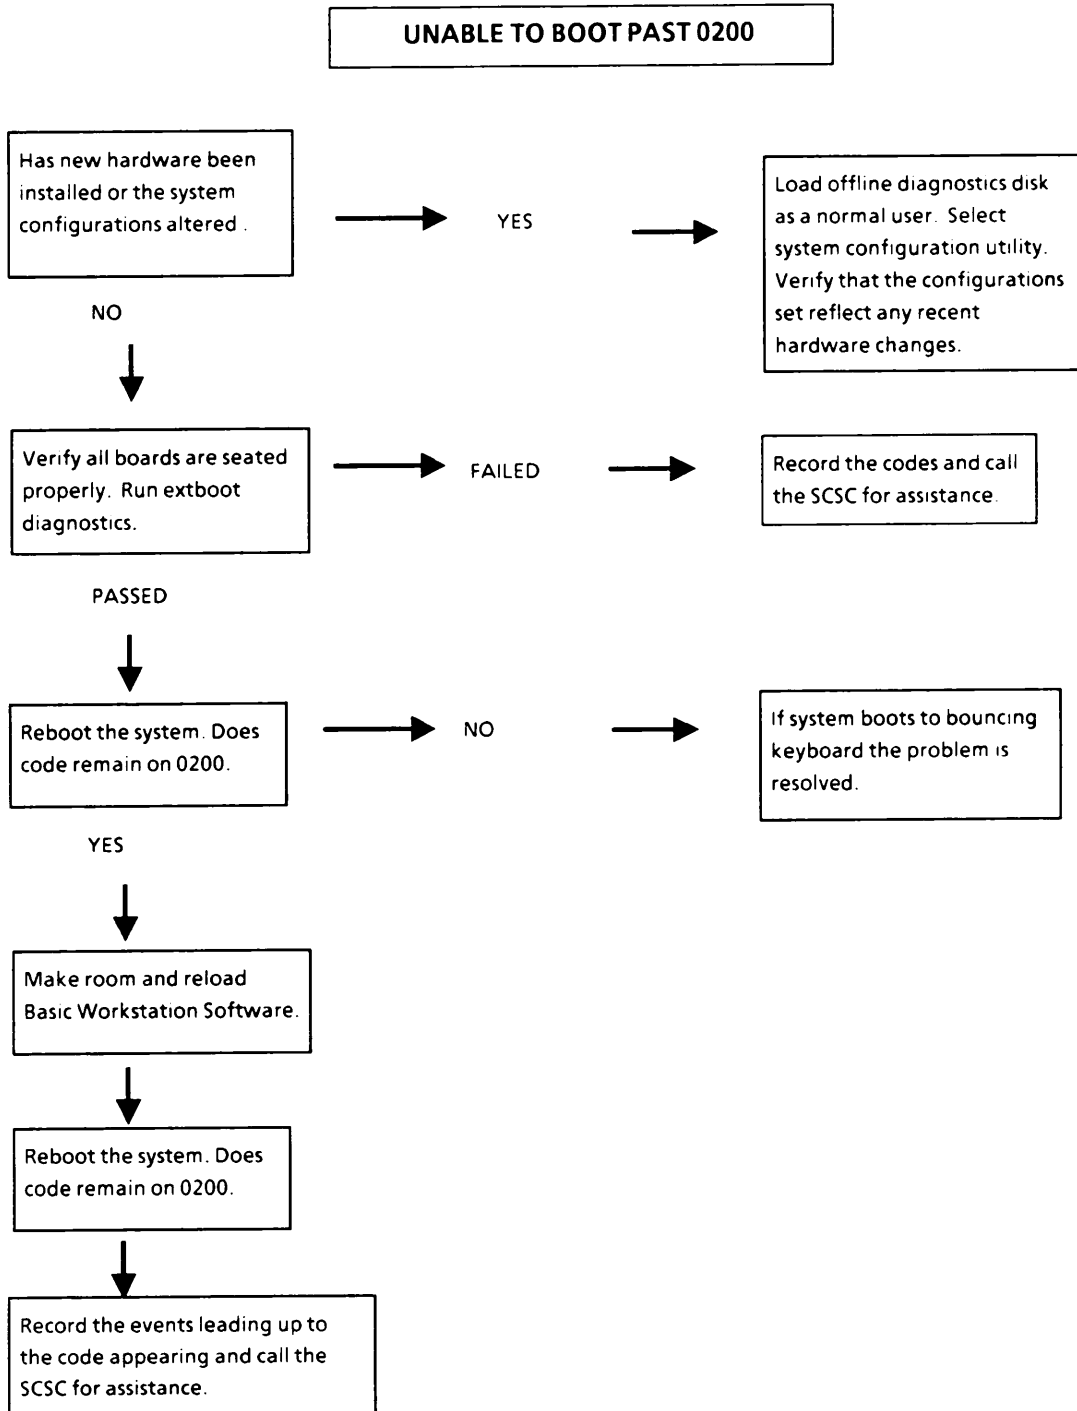 UNABLE TO BOOT PAST 0200
Has new hardware been
installed or the system
configurations altered .
YES
Load offline diagnostics disk
as a normal user. Select
system configuration utility.
Verify that the configurations
set reflect any recent
hardware changes.
NO
Verify all boards are seated
properly. Run extboot
diagnostics.
FAILED
Record the codes and call
the SCSC for assistance.
PASSED
Reboot the system. Does
code remain on 0200.
NO
If system boots to bouncing
keyboard the problem is
resolved.
YES
Make room and reload
Basic Workstation Software.
Reboot the system. Does
code remain on 0200.
Record the events leading up to
the code appearing and call the
SCSC for assistance.